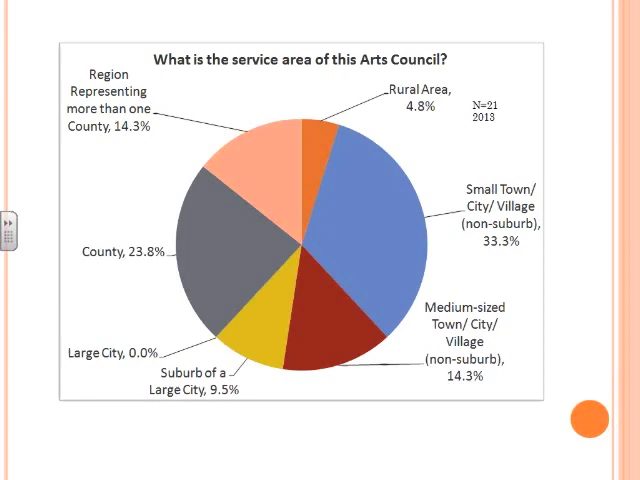 What is the service area of this Arts Council?
Region
Representing
more than one
County, 14.3%
Rural Area,
4.8%
N=21
2013
Small Town/
City/ Village
(non-suburb),
33.3%
County, 23.8%
Medium-sized
Town/ City/
Village
(non-suburb),
14.3%
Large City, 0.0%
Suburb of a
Large City, 9.5%